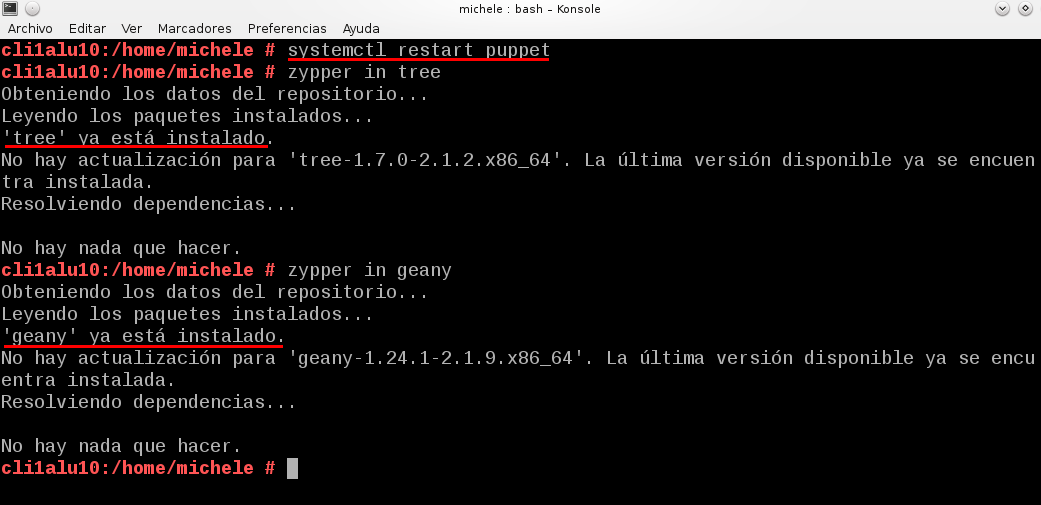 michele : bash – Konsole
Archivo Editar Ver Marcadores Preferencias Ayuda
cli1alu10:/home/michele # systemctl restart puppet
cli1alu10:/home/michele # zypper in tree
Obteniendo los datos del repositorio...
Leyendo los paquetes instalados...
'tree' ya está instalado.
No hay actualización para 'tree-1.7.0-2.1.2.x86_64'. La última versión disponible ya se encuen
tra instalada.
Resolviendo dependencias...
No hay nada que hacer.
cli1alu10:/home/michele # zypper in geany
Obteniendo los datos del repositorio...
Leyendo los paquetes instalados...
'geany' ya está instalado.
No hay actualización para 'geany-1.24.1-2.1.9.x86_64'. La última versión disponible ya se encu
entra instalada.
Resolviendo dependencias...
No hay nada que hacer.
cli1alu10:/home/michele #